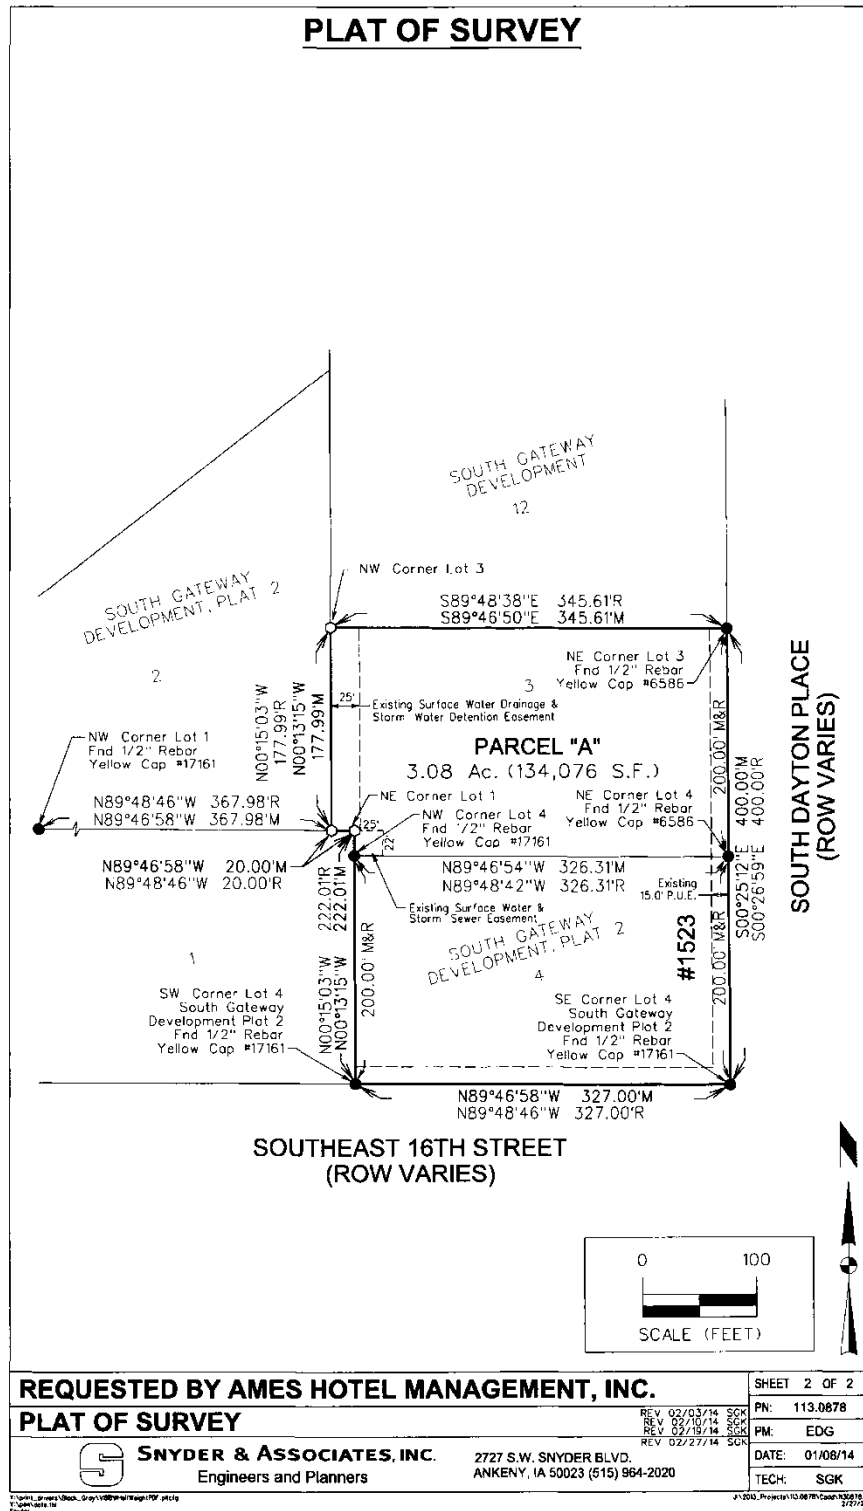 PLAT OF SURVEY
SOUTH GATEWAY
DEVELOPMENT
12
NW Corner Lot 3
SOUTH GATEWAY
DEVELOPMENT, PLAT 2
2
S89°48'38"E 345.61'R
S89°46'50"E 345.61'M
NE Corner Lot 3
Fnd 1/2" Rebar
Yellow Cap #6586
3
N00°15'03"W
177.99'R
N00°13'15"W
177.99'M
25'
Existing Surface Water Drainage &
Storm Water Detention Easement
NW Corner Lot 1
Fnd 1/2" Rebar
Yellow Cap #17161
PARCEL "A"
3.08 Ac. (134,076 S.F.)
200.00' M&R
400.00'M
400.00'R
S00°25'12"E
S00°26'59"E
SOUTH DAYTON PLACE
(ROW VARIES)
N89°48'46"W 367.98'R
N89°46'58"W 367.98'M
NE Corner Lot 1
NW Corner Lot 4
Fnd 1/2" Rebar
Yellow Cap #17161
NE Corner Lot 4
Fnd 1/2" Rebar
Yellow Cap #6586
25'
22'
N89°46'58"W 20.00'M
N89°48'46"W 20.00'R
N89°46'54"W 326.31'M
N89°48'42"W 326.31'R
Existing
15.0' P.U.E.
222.01'R
222.01'M
N00°15'03"W
N00°13'15"W
Existing Surface Water &
Storm Sewer Easement
200.00' M&R
SOUTH GATEWAY
DEVELOPMENT, PLAT 2
4
#1523
200.00' M&R
1
SW Corner Lot 4
South Gateway
Development Plat 2
Fnd 1/2" Rebar
Yellow Cap #17161
SE Corner Lot 4
South Gateway
Development Plat 2
Fnd 1/2" Rebar
Yellow Cap #17161
N89°46'58"W 327.00'M
N89°48'46"W 327.00'R
SOUTHEAST 16TH STREET
(ROW VARIES)
0 100
SCALE (FEET)
REQUESTED BY AMES HOTEL MANAGEMENT, INC.
SHEET 2 OF 2
PLAT OF SURVEY
REV 02/03/14 SGK
REV 02/10/14 SGK
REV 02/19/14 SGK
REV 02/27/14 SGK
PN: 113.0878
PM: EDG
DATE: 01/08/14
TECH: SGK
S
SNYDER & ASSOCIATES, INC.
Engineers and Planners
2727 S.W. SNYDER BLVD.
ANKENY, IA 50023 (515) 964-2020